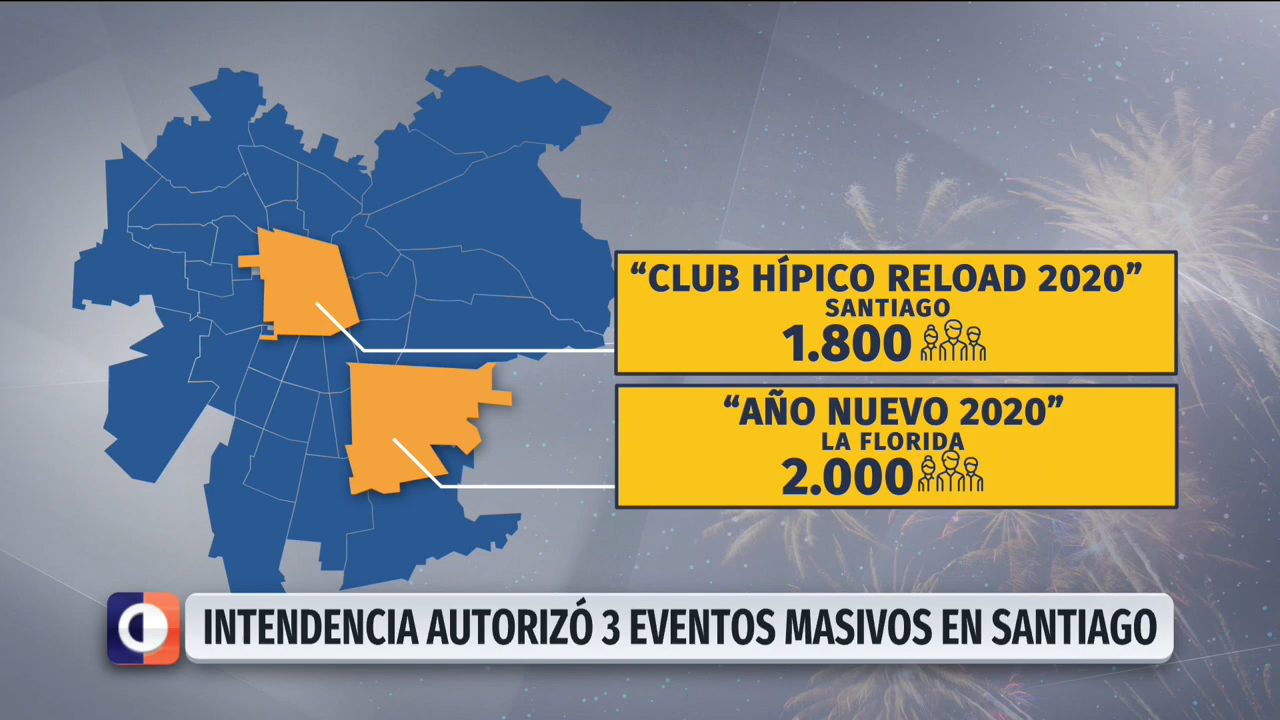 “CLUB HÍPICO RELOAD 2020”
SANTIAGO
1.800
“AÑO NUEVO 2020”
LA FLORIDA
2.000
INTENDENCIA AUTORIZÓ 3 EVENTOS MASIVOS EN SANTIAGO